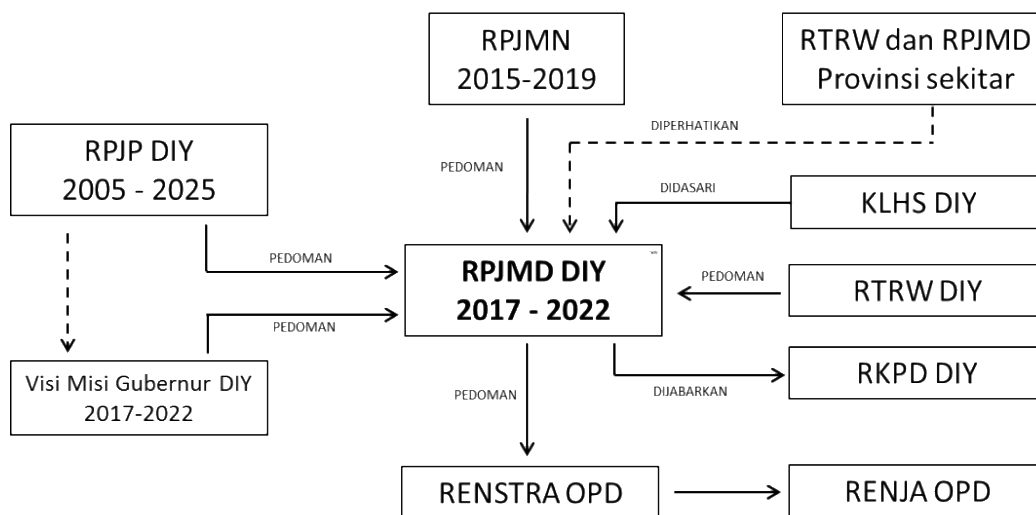 RPJMN
2015-2019
RTRW dan RPJMD
Provinsi sekitar
DIPERHATIKAN
RPJP DIY
2005 - 2025
PEDOMAN
DIDASARI
KLHS DIY
PEDOMAN
RPJMD DIY
2017 - 2022
PEDOMAN
RTRW DIY
PEDOMAN
Visi Misi Gubernur DIY
2017-2022
PEDOMAN
DIJABARKAN
RKPD DIY
RENSTRA OPD
RENJA OPD